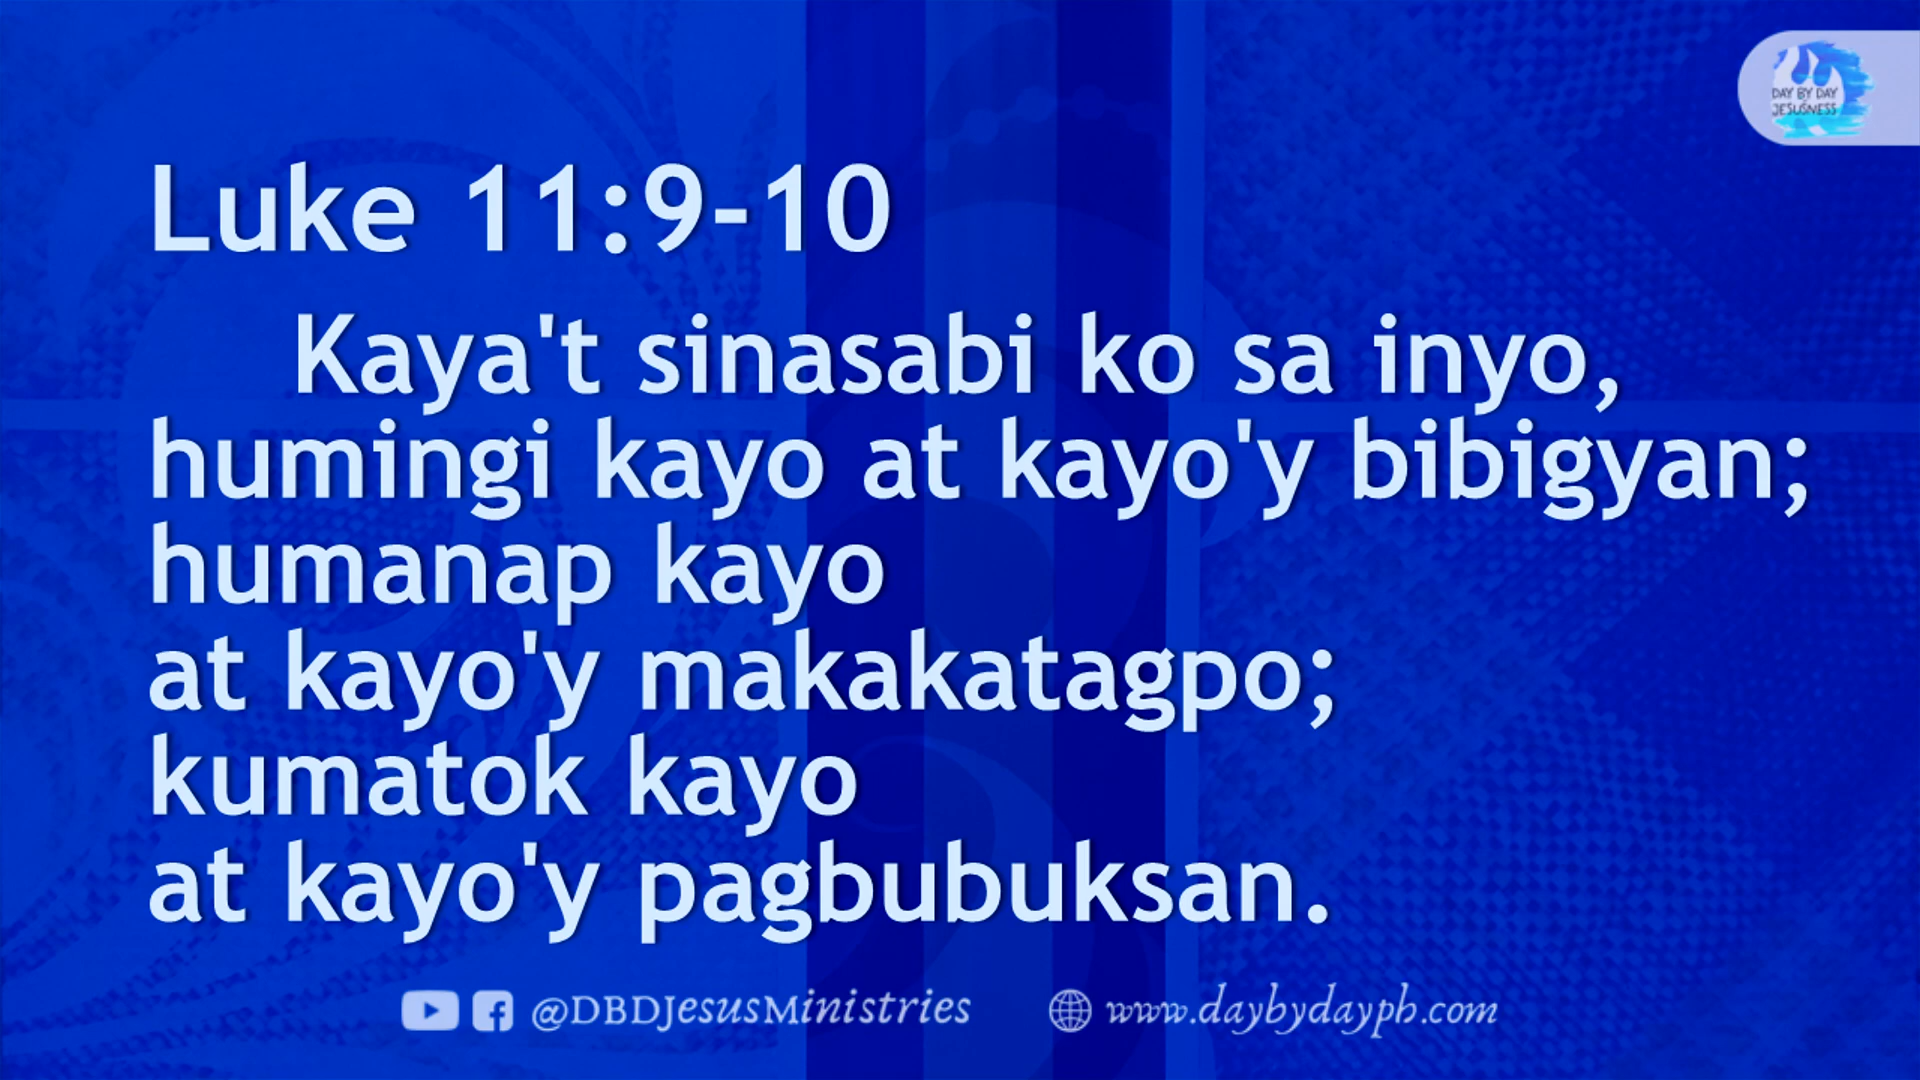 DAY BY DAY
JESUSNESS
Luke 11:9-10
Kaya't sinasabi ko sa inyo,
humingi kayo at kayo'y bibigyan;
humanap kayo
at kayo'y makakatagpo;
kumatok kayo
at kayo'y pagbubuksan.
@DBDJesusMinistries www.daybydayph.com